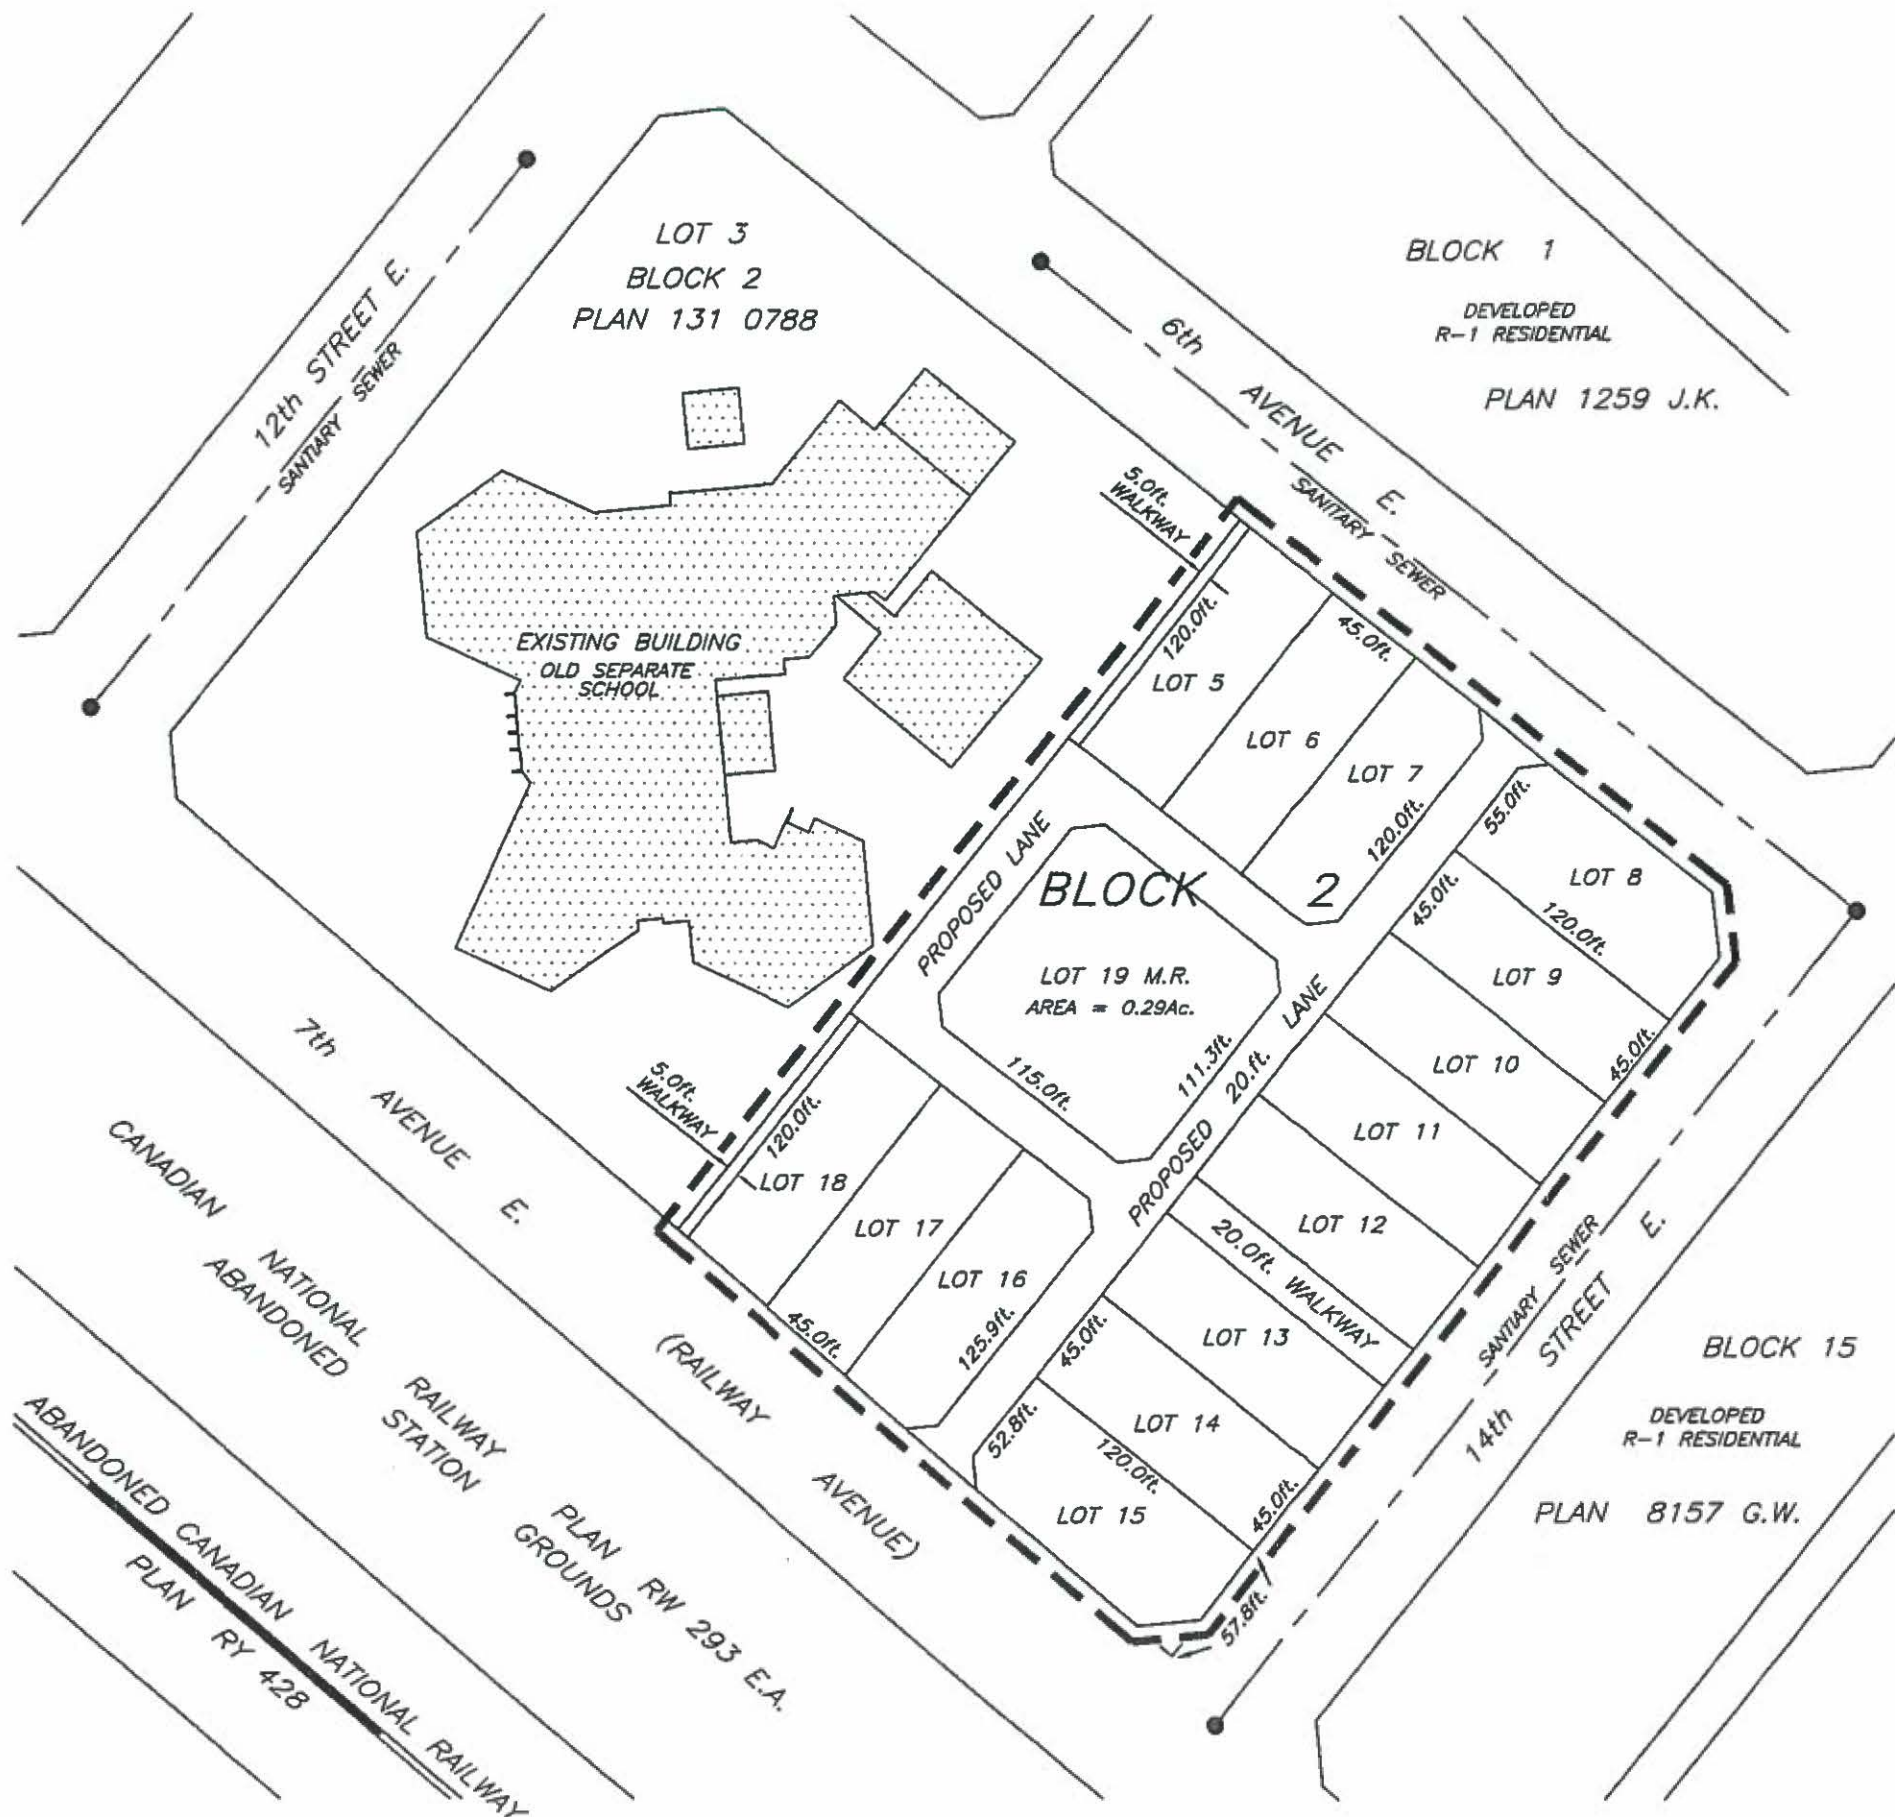 LOT 3
BLOCK 2
PLAN 131 0788
12th STREET E.
SANTIARY SEWER
BLOCK 1
DEVELOPED
R-1 RESIDENTIAL
PLAN 1259 J.K.
6th AVENUE E.
SANITARY SEWER
5.0ft.
WALKWAY
EXISTING BUILDING
OLD SEPARATE
SCHOOL
120.0ft.
45.0ft.
LOT 5
LOT 6
LOT 7
120.0ft.
55.0ft.
LOT 8
45.0ft.
120.0ft.
LOT 9
PROPOSED LANE
BLOCK 2
LOT 19 M.R.
AREA = 0.29Ac.
115.0ft.
111.3ft.
PROPOSED 20.ft. LANE
45.0ft.
LOT 10
LOT 11
LOT 12
20.0ft. WALKWAY
5.0ft.
WALKWAY
120.0ft.
LOT 18
LOT 17
LOT 16
45.0ft.
125.9ft.
45.0ft.
LOT 13
52.8ft.
LOT 14
120.0ft.
LOT 15
45.0ft.
57.8ft.
SANTIARY SEWER
14th STREET E.
BLOCK 15
DEVELOPED
R-1 RESIDENTIAL
PLAN 8157 G.W.
7th AVENUE E. (RAILWAY AVENUE)
CANADIAN NATIONAL RAILWAY PLAN RW 293 E.A.
ABANDONED STATION GROUNDS
ABANDONED CANADIAN NATIONAL RAILWAY
PLAN RY 428